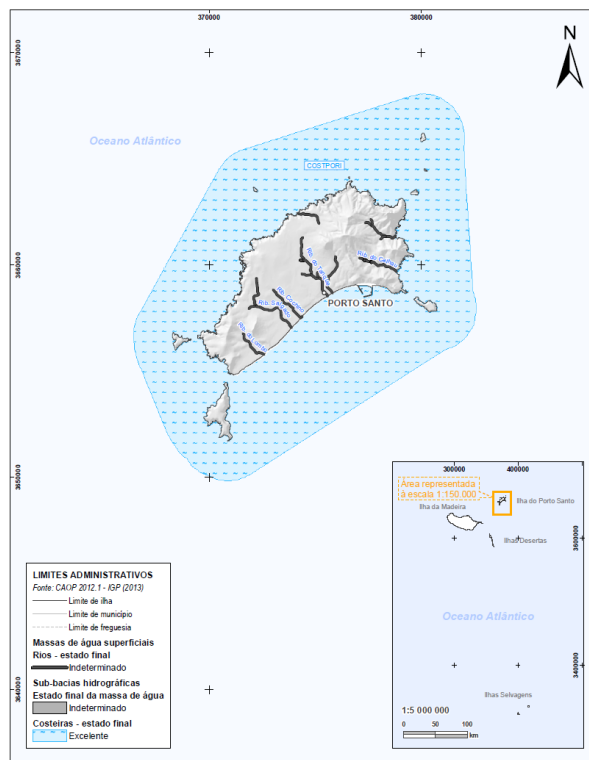 370000
380000
3670000
N
Oceano Atlântico
COSTPORI
3660000
PORTO SANTO
3650000
3640000
300000
400000
Área representada
à escala 1:150.000
Ilha do Porto Santo
Ilha da Madeira
3600000
Ilhas Desertas
Oceano Atlântico
3400000
Ilhas Selvagens
1:5 000 000
0 50 100
km
LIMITES ADMINISTRATIVOS
Fonte: CAOP 2012.1 - IGP (2013)
Limite de ilha
Limite de município
Limite de freguesia
Massas de água superficiais
Rios - estado final
Indeterminado
Sub-bacias hidrográficas
Estado final da massa de água
Indeterminado
Costeiras - estado final
Excelente